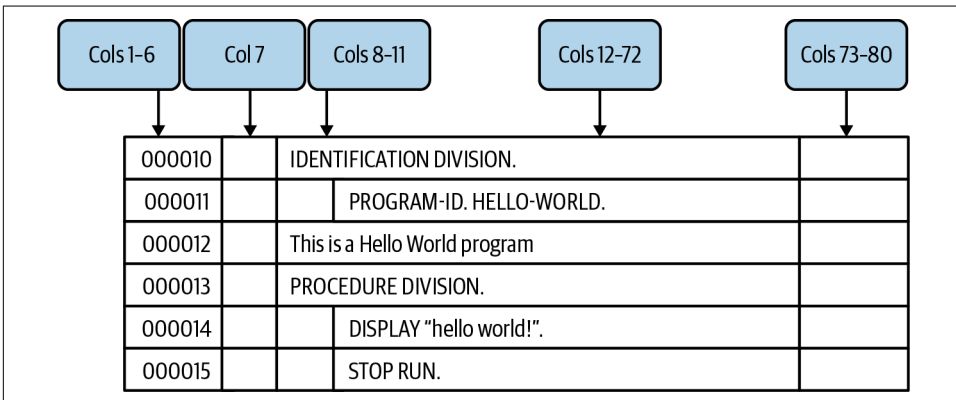 Cols 1–6 Col 7 Cols 8–11 Cols 12–72 Cols 73–80
000010 IDENTIFICATION DIVISION.
000011 PROGRAM-ID. HELLO-WORLD.
000012 This is a Hello World program
000013 PROCEDURE DIVISION.
000014 DISPLAY “hello world!”.
000015 STOP RUN.